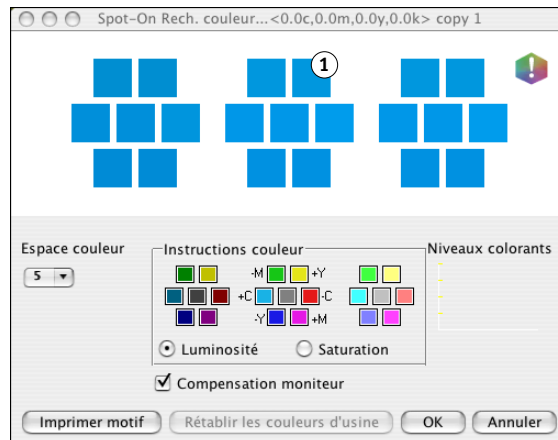 Spot-On Rech. couleur...<0.0c,0.0m,0.0y,0.0k> copy 1
1
Espace couleur
5
Instructions couleur
-M +Y
+C -C
-Y +M
Luminosité
Saturation
Niveaux colorants
Compensation moniteur
Imprimer motif
Rétablir les couleurs d'usine
OK
Annuler